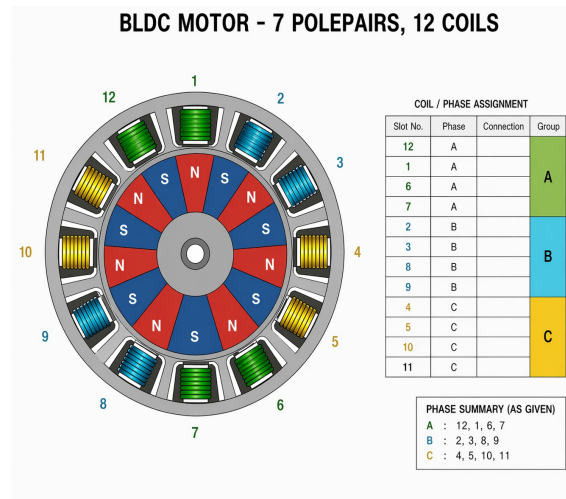 BLDC MOTOR - 7 POLEPAIRS, 12 COILS
1
12
2
11
3
10
4
9
5
8
6
7
N
S
S
N
N
S
S
N
N
S
S
N
N
S
COIL / PHASE ASSIGNMENT
Slot No. Phase Connection Group
12 A
1 A
6 A
7 A
A
2 B
3 B
8 B
9 B
B
4 C
5 C
10 C
11 C
C
PHASE SUMMARY (AS GIVEN)
A : 12, 1, 6, 7
B : 2, 3, 8, 9
C : 4, 5, 10, 11